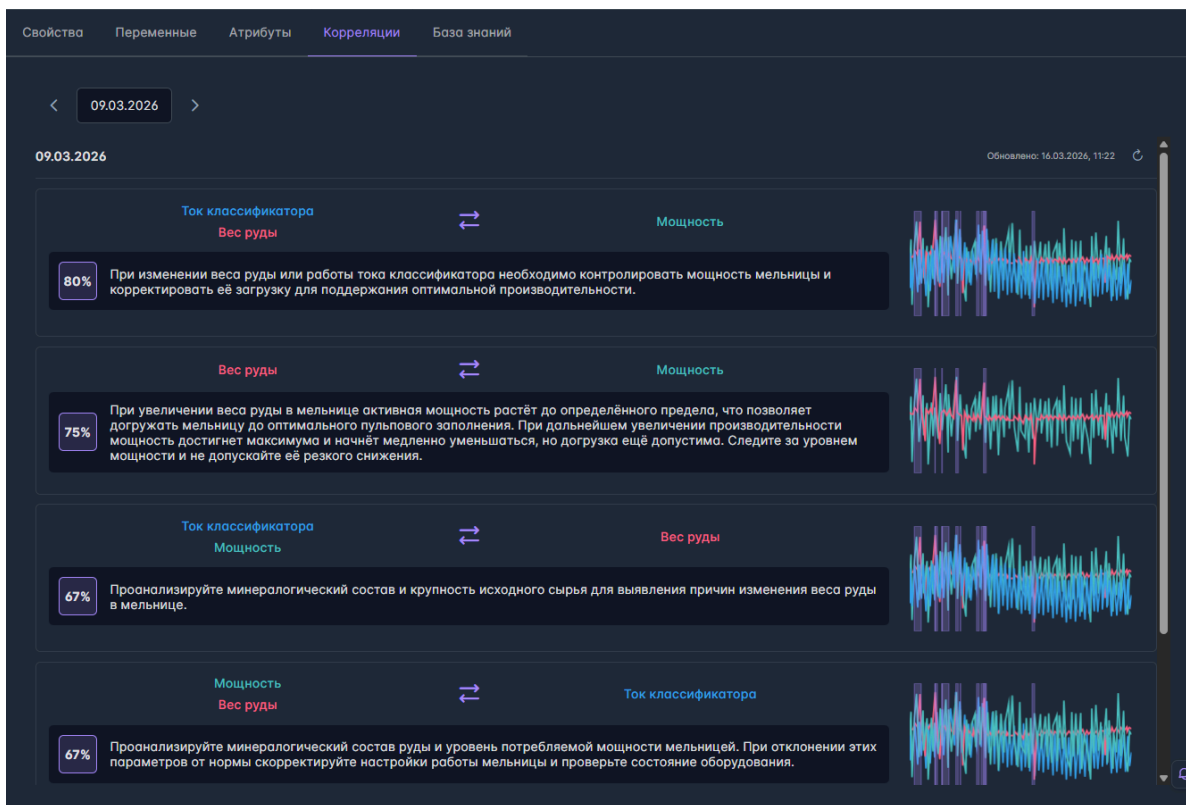 Свойства Переменные Атрибуты Корреляции База знаний
09.03.2026
09.03.2026 Обновлено: 16.03.2026, 11:22
Ток классификатора
Вес руды
Мощность
80%
При изменении веса руды или работы тока классификатора необходимо контролировать мощность мельницы и
корректировать её загрузку для поддержания оптимальной производительности.
Вес руды Мощность
75%
При увеличении веса руды в мельнице активная мощность растёт до определённого предела, что позволяет
догружать мельницу до оптимального пульпового заполнения. При дальнейшем увеличении производительности
мощность достигнет максимума и начнёт медленно уменьшаться, но догрузка ещё допустима. Следите за уровнем
мощности и не допускайте её резкого снижения.
Ток классификатора
Мощность
Вес руды
67%
Проанализируйте минералогический состав и крупность исходного сырья для выявления причин изменения веса руды
в мельнице.
Мощность
Вес руды
Ток классификатора
67%
Проанализируйте минералогический состав руды и уровень потребляемой мощности мельницей. При отклонении этих
параметров от нормы скорректируйте настройки работы мельницы и проверьте состояние оборудования.